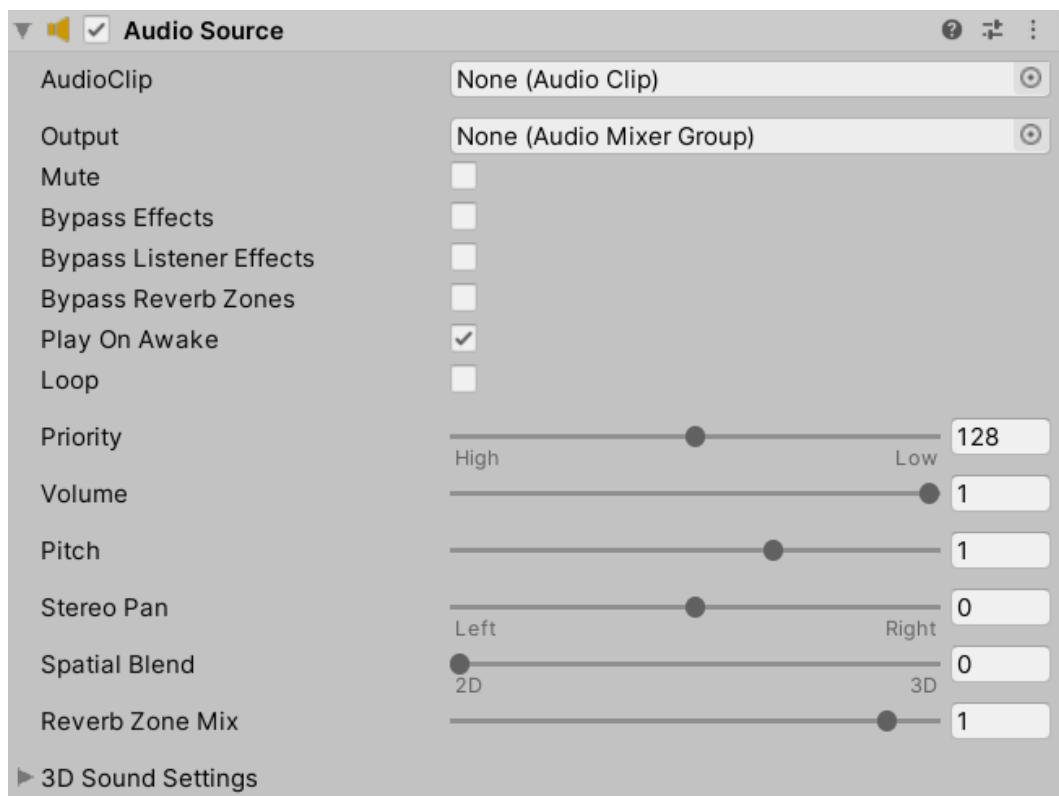 Audio Source
AudioClip None (Audio Clip)
Output None (Audio Mixer Group)
Mute
Bypass Effects
Bypass Listener Effects
Bypass Reverb Zones
Play On Awake
Loop
Priority 128
High Low
Volume 1
Pitch 1
Stereo Pan 0
Left Right
Spatial Blend 0
2D 3D
Reverb Zone Mix 1
3D Sound Settings